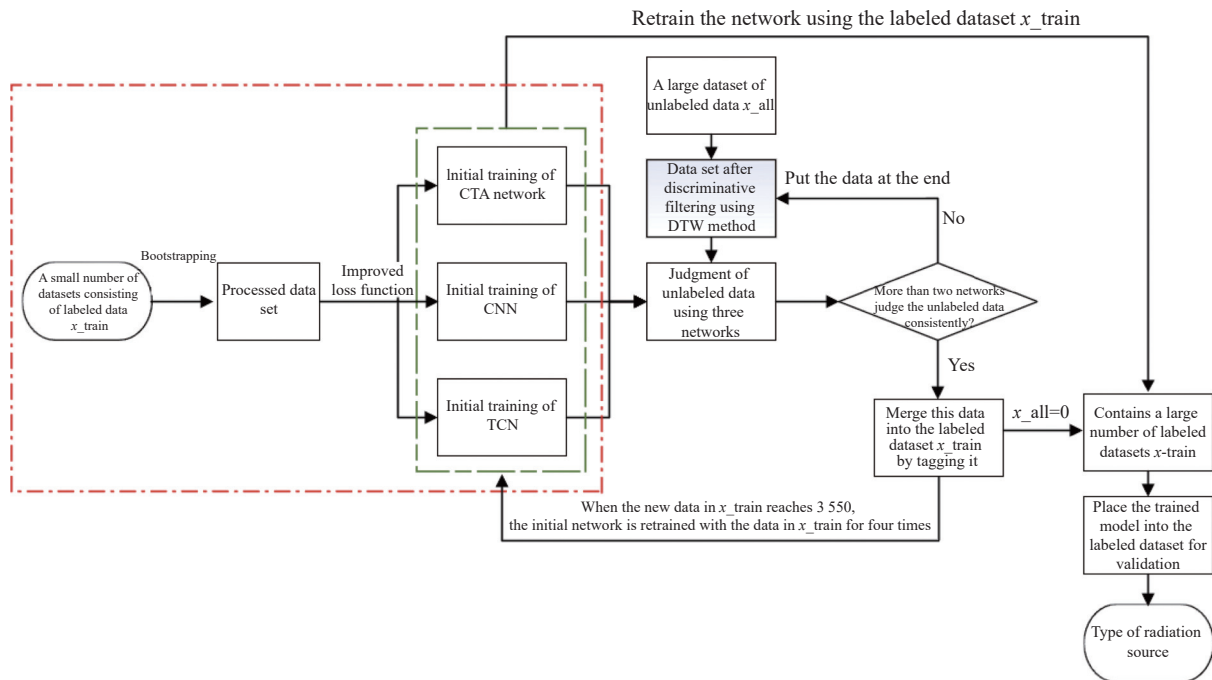 Retrain the network using the labeled dataset x_train
A large dataset of
unlabeled data x_all
Data set after
discriminative
filtering using
DTW method
Put the data at the end
No
Initial training of
CTA network
Bootstrapping
A small number of
datasets consisting
of labeled data
x_train
Processed data
set
Improved
loss function
Initial training of
CNN
Judgment of
unlabeled data
using three
networks
More than two networks
judge the unlabeled data
consistently?
Yes
Initial training of
TCN
Merge this data
into the labeled
dataset x_train
by tagging it
x_all=0
Contains a large
number of labeled
datasets x-train
When the new data in x_train reaches 3 550,
the initial network is retrained with the data in x_train for four times
Place the trained
model into the
labeled dataset for
validation
Type of radiation
source